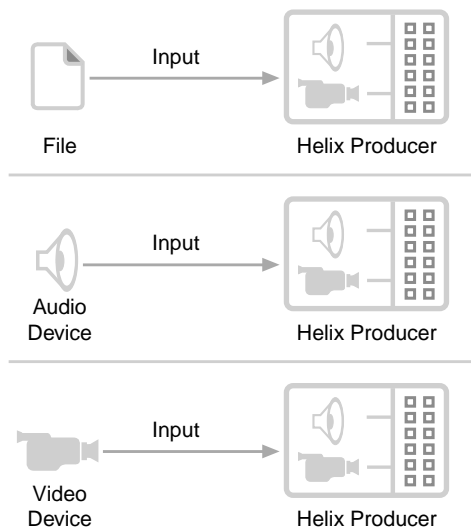 Input
File
Helix Producer
Input
Audio
Device
Helix Producer
Input
Video
Device
Helix Producer